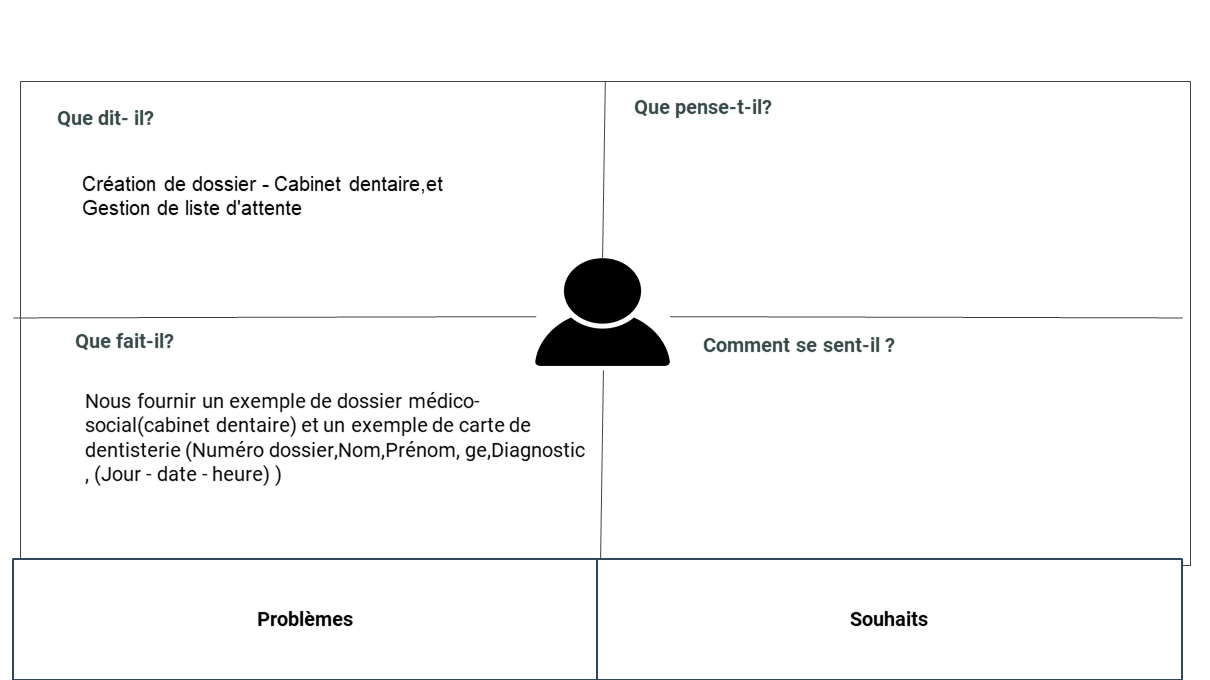 Que dit- il?
Création de dossier - Cabinet dentaire,et
Gestion de liste d'attente
Que pense-t-il?
Que fait-il?
Nous fournir un exemple de dossier médico-
social(cabinet dentaire) et un exemple de carte de
dentisterie (Numéro dossier,Nom,Prénom, ge,Diagnostic
, (Jour - date - heure) )
Comment se sent-il ?
Problèmes
Souhaits